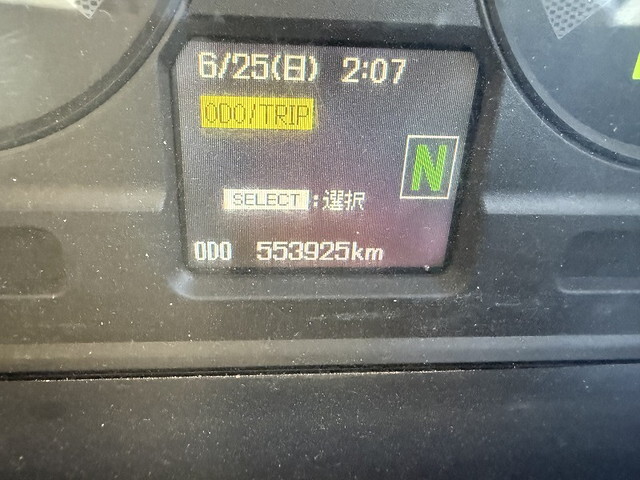 6/25(日) 2:07
ODO/TRIP
N
SELECT:選択
ODO 553925km